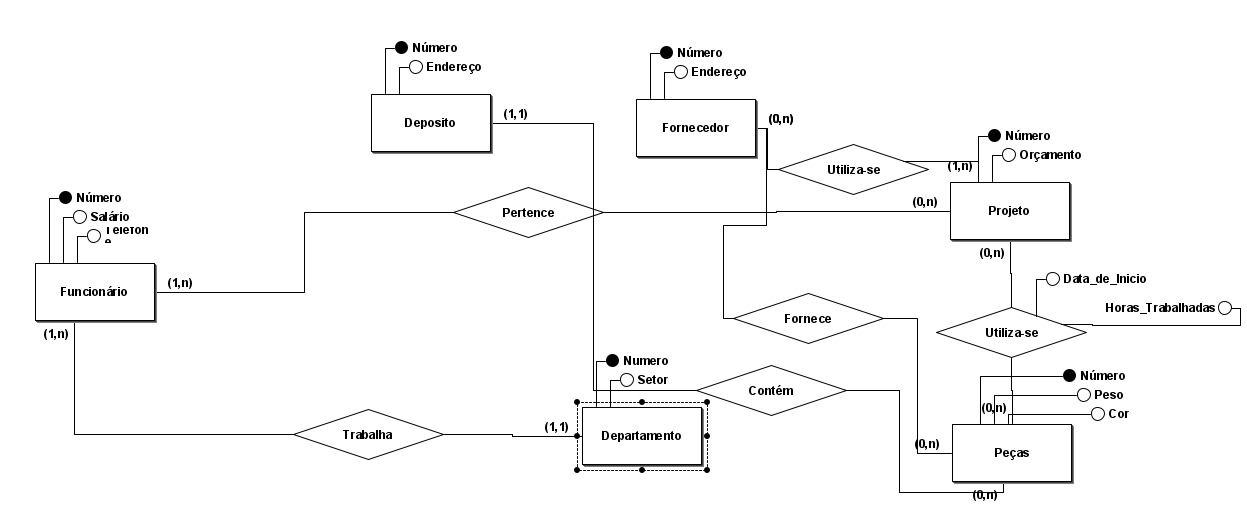 Número
Endereço
Deposito
(1,1)
Número
Endereço
Fornecedor
(0,n)
Utiliza-se
(1,n)
Número
Orçamento
Projeto
(0,n)
(0,n)
Número
Salário
Telefon
e
Funcionário
(1,n)
(1,n)
Pertence
Data_de_Inicio
Horas_Trabalhadas
Utiliza-se
Fornece
Numero
Setor
Departamento
(1,1)
Trabalha
Contém
Número
Peso
Cor
(0,n)
(0,n)
Peças
(0,n)